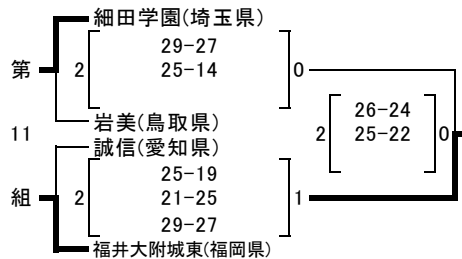 細田学園(埼玉県)
29-27
第 2 25-14 0
岩美(鳥取県)
26-24
11 2 25-22 0
誠信(愛知県)
25-19
組 2 21-25 1
29-27
福井大附城東(福岡県)